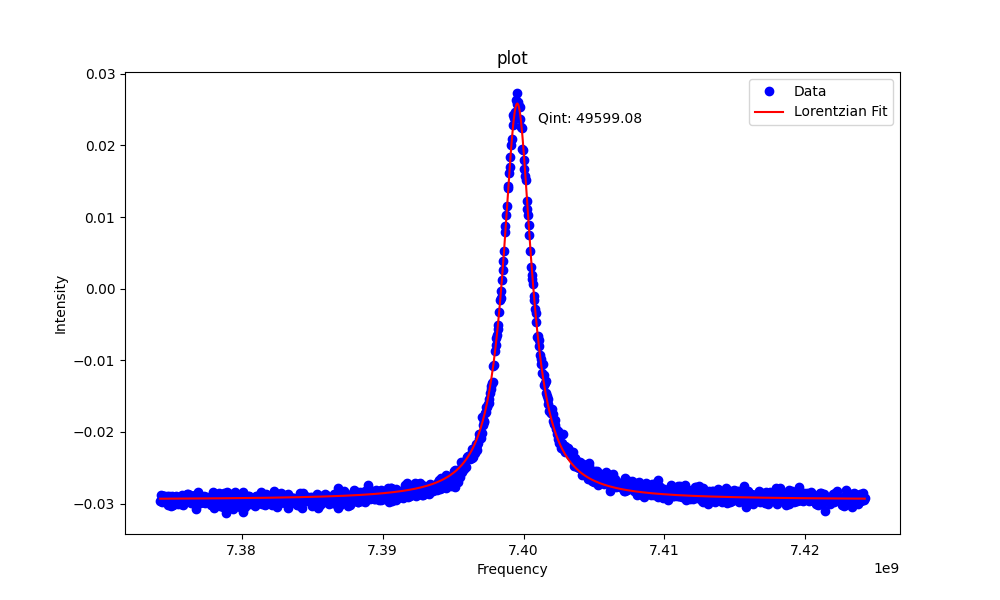 plot
0.03
0.02
0.01
0.00
−0.01
−0.02
−0.03
Intensity
Qint: 49599.08
Data
Lorentzian Fit
7.38
7.39
7.40
7.41
7.42
1e9
Frequency